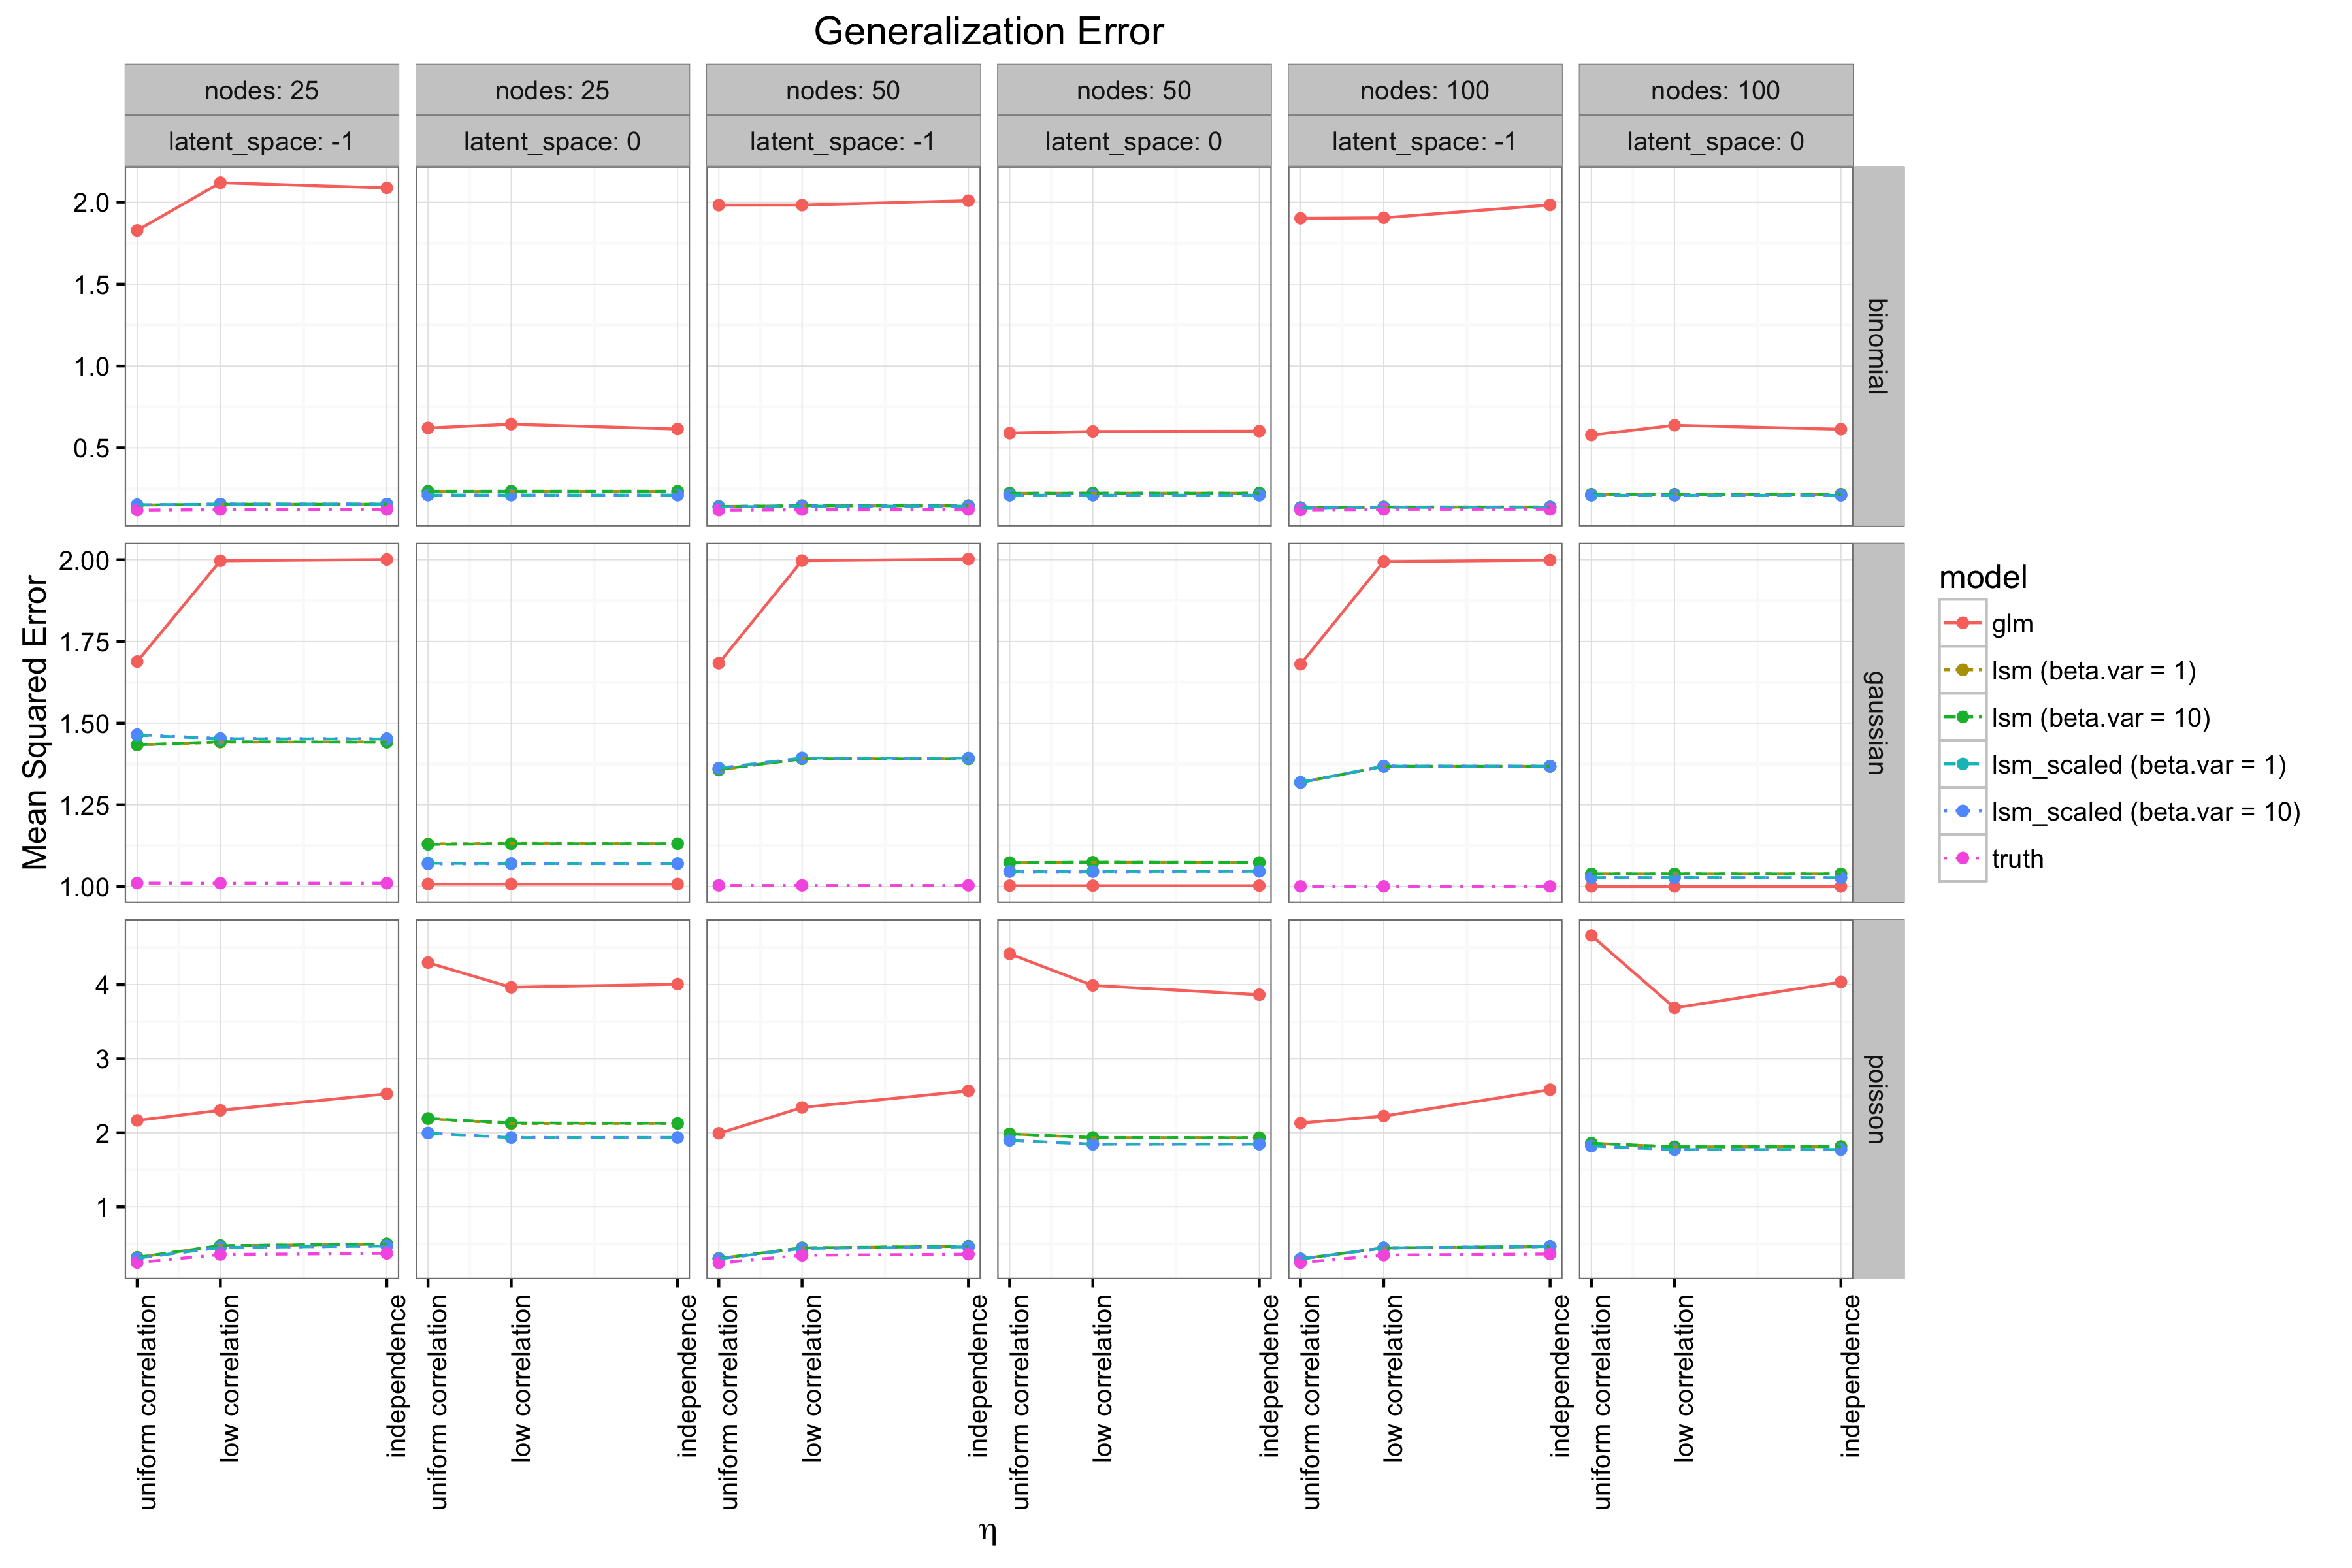 Generalization Error
nodes: 25
nodes: 25
nodes: 50
nodes: 50
nodes: 100
nodes: 100
latent_space: -1
latent_space: 0
latent_space: -1
latent_space: 0
latent_space: -1
latent_space: 0
Mean Squared Error
2.0
1.5
1.0
0.5
binomial
2.00
1.75
1.50
1.25
1.00
gaussian
4
3
2
1
poisson
uniform correlation
low correlation
independence
uniform correlation
low correlation
independence
uniform correlation
low correlation
independence
uniform correlation
low correlation
independence
uniform correlation
low correlation
independence
uniform correlation
low correlation
independence
η
model
glm
lsm (beta.var = 1)
lsm (beta.var = 10)
lsm_scaled (beta.var = 1)
lsm_scaled (beta.var = 10)
truth